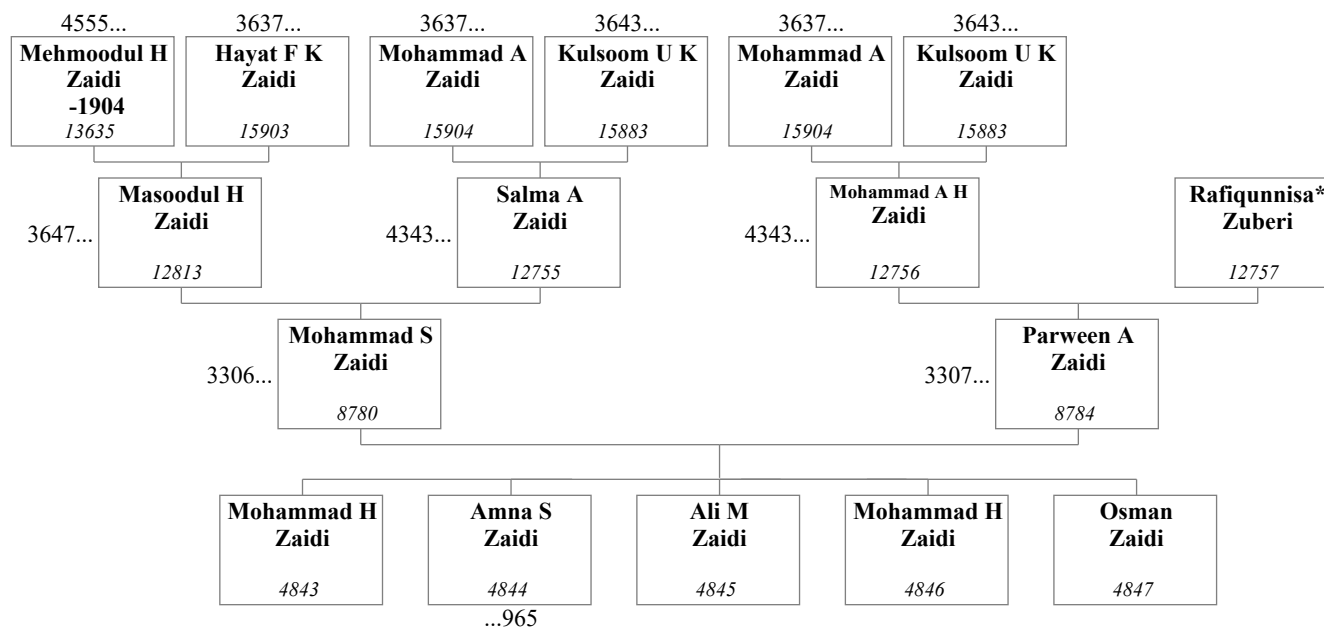 4555... 3637... 3637... 3643... 3637... 3643...
Mehmoodul H Hayat F K Mohammad A Kulsoom U K Mohammad A Kulsoom U K
Zaidi Zaidi Zaidi Zaidi Zaidi Zaidi
-1904
13635 15903 15904 15883 15904 15883
Masoodul H Salma A Mohammad A H Rafiqunnisa*
Zaidi Zaidi Zaidi Zuberi
3647... 4343... 4343...
12813 12755 12756 12757
Mohammad S Parween A
Zaidi Zaidi
3306... 3307...
8780 8784
Mohammad H Amna S Ali M Mohammad H Osman
Zaidi Zaidi Zaidi Zaidi Zaidi
4843 4844 4845 4846 4847
...965